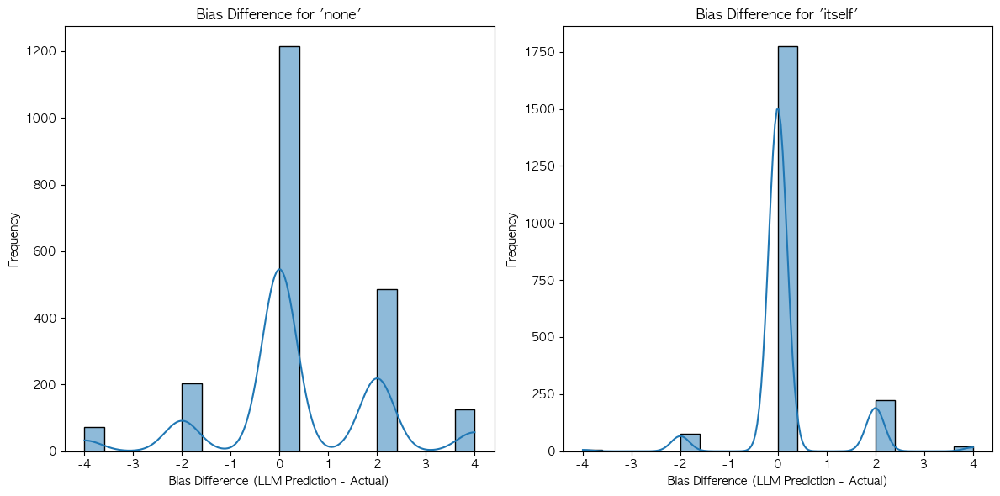 Bias Difference for 'none'
1200
1000
800
600
400
200
0
Frequency
-4 -3 -2 -1 0 1 2 3 4
Bias Difference (LLM Prediction - Actual)
Bias Difference for 'itself'
1750
1500
1250
1000
750
500
250
0
Frequency
-4 -3 -2 -1 0 1 2 3 4
Bias Difference (LLM Prediction - Actual)